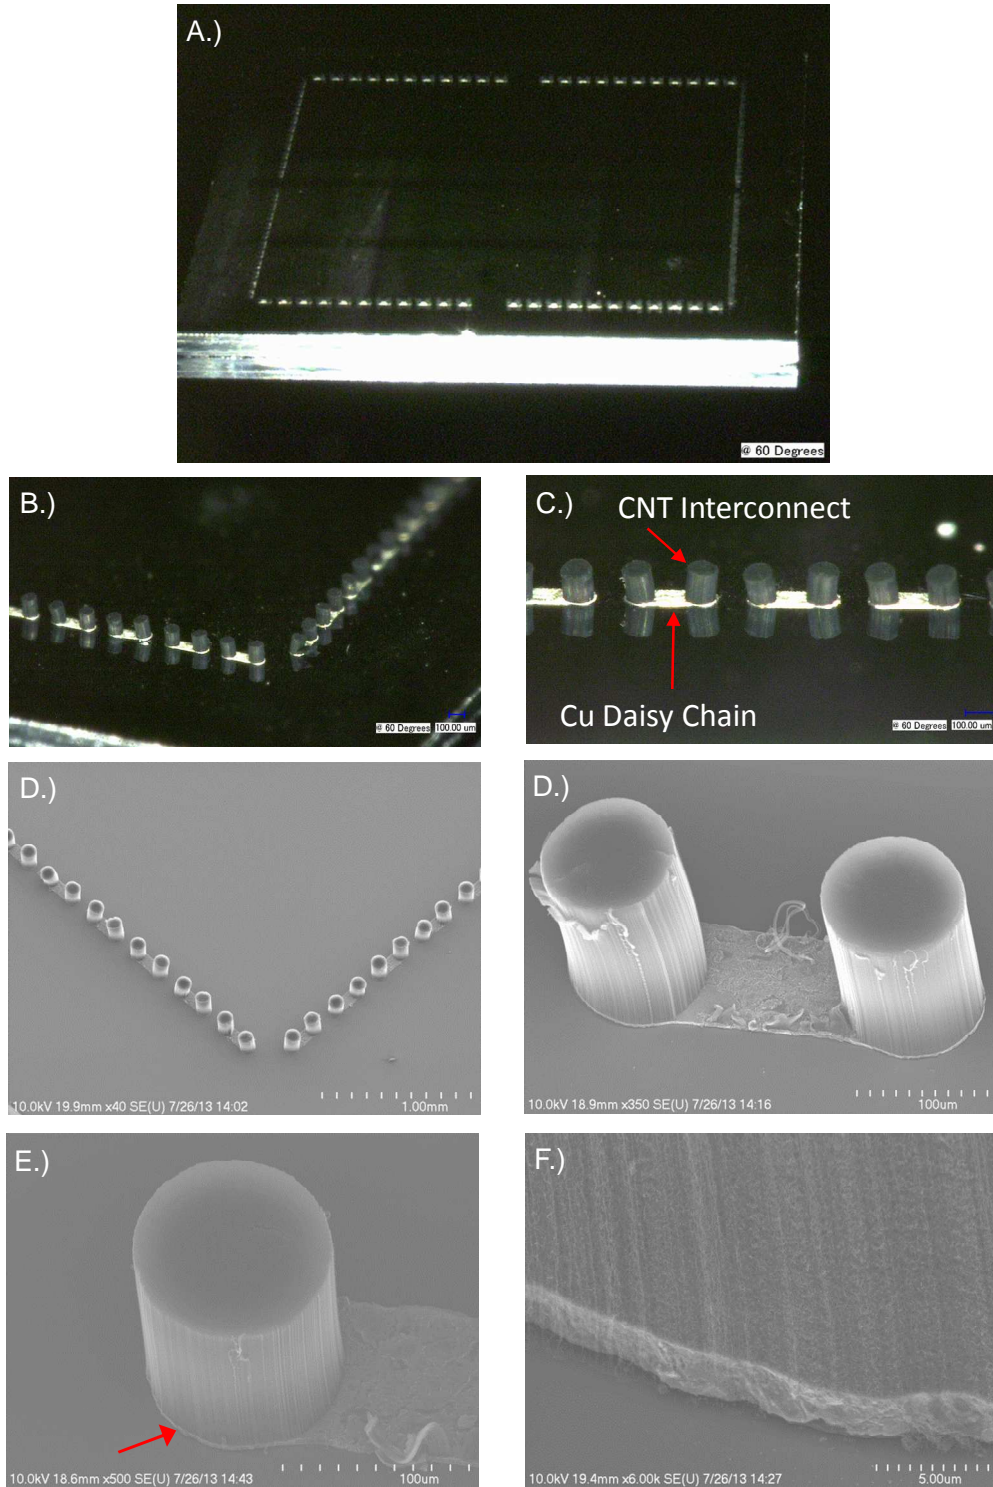 A.)
@ 60 Degrees
B.)
@ 60 Degrees 100.00 um
C.)
CNT Interconnect
Cu Daisy Chain
@ 60 Degrees 100.00 um
D.)
10.0kV 19.9mm x40 SE(U) 7/26/13 14:02 1.00mm
D.)
10.0kV 18.9mm x350 SE(U) 7/26/13 14:16 100um
E.)
10.0kV 18.6mm x500 SE(U) 7/26/13 14:43 100um
F.)
10.0kV 19.4mm x6.00k SE(U) 7/26/13 14:27 5.00um